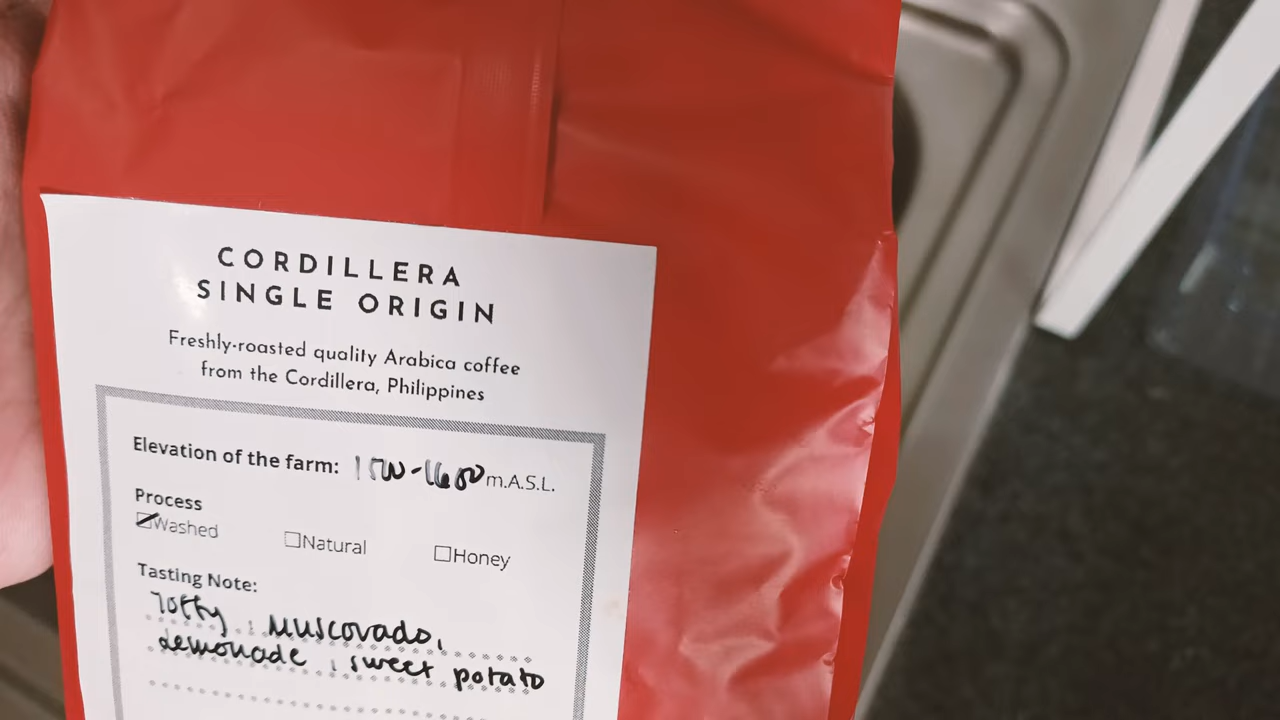 CORDILLERA
SINGLE ORIGIN
Freshly-roasted quality Arabica coffee
from the Cordillera, Philippines
Elevation of the farm: 1500-1600 m.A.S.L.
Process
Washed Natural Honey
Tasting Note:
Toffy, Muscovado,
Lemonade, sweet potato